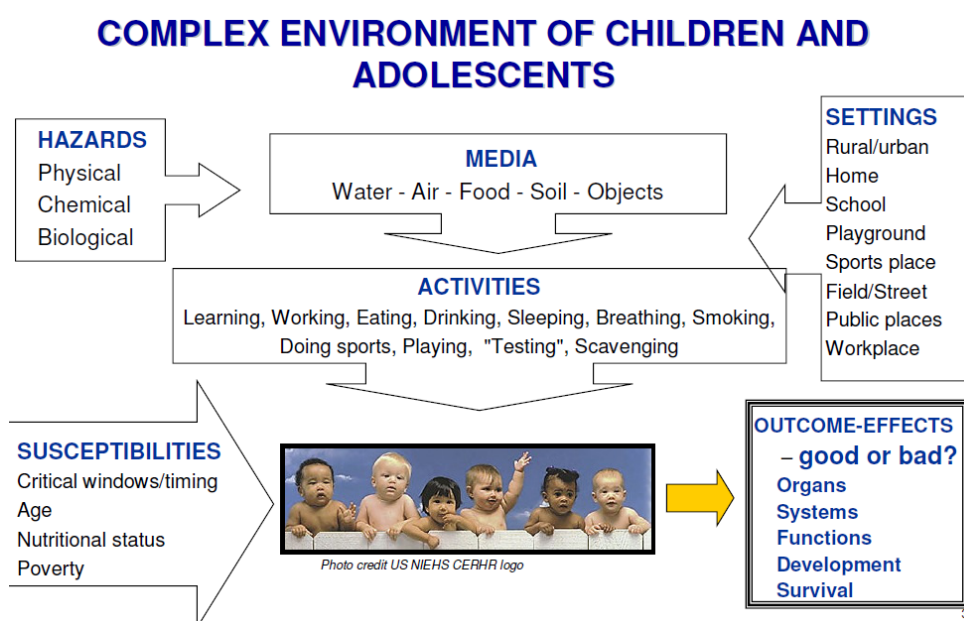 COMPLEX ENVIRONMENT OF CHILDREN AND
ADOLESCENTS
HAZARDS
Physical
Chemical
Biological
MEDIA
Water - Air - Food - Soil - Objects
SETTINGS
Rural/urban
Home
School
Playground
Sports place
Field/Street
Public places
Workplace
ACTIVITIES
Learning, Working, Eating, Drinking, Sleeping, Breathing, Smoking,
Doing sports, Playing, "Testing", Scavenging
SUSCEPTIBILITIES
Critical windows/timing
Age
Nutritional status
Poverty
Photo credit US NIEHS CERHR logo
OUTCOME-EFFECTS
– good or bad?
Organs
Systems
Functions
Development
Survival